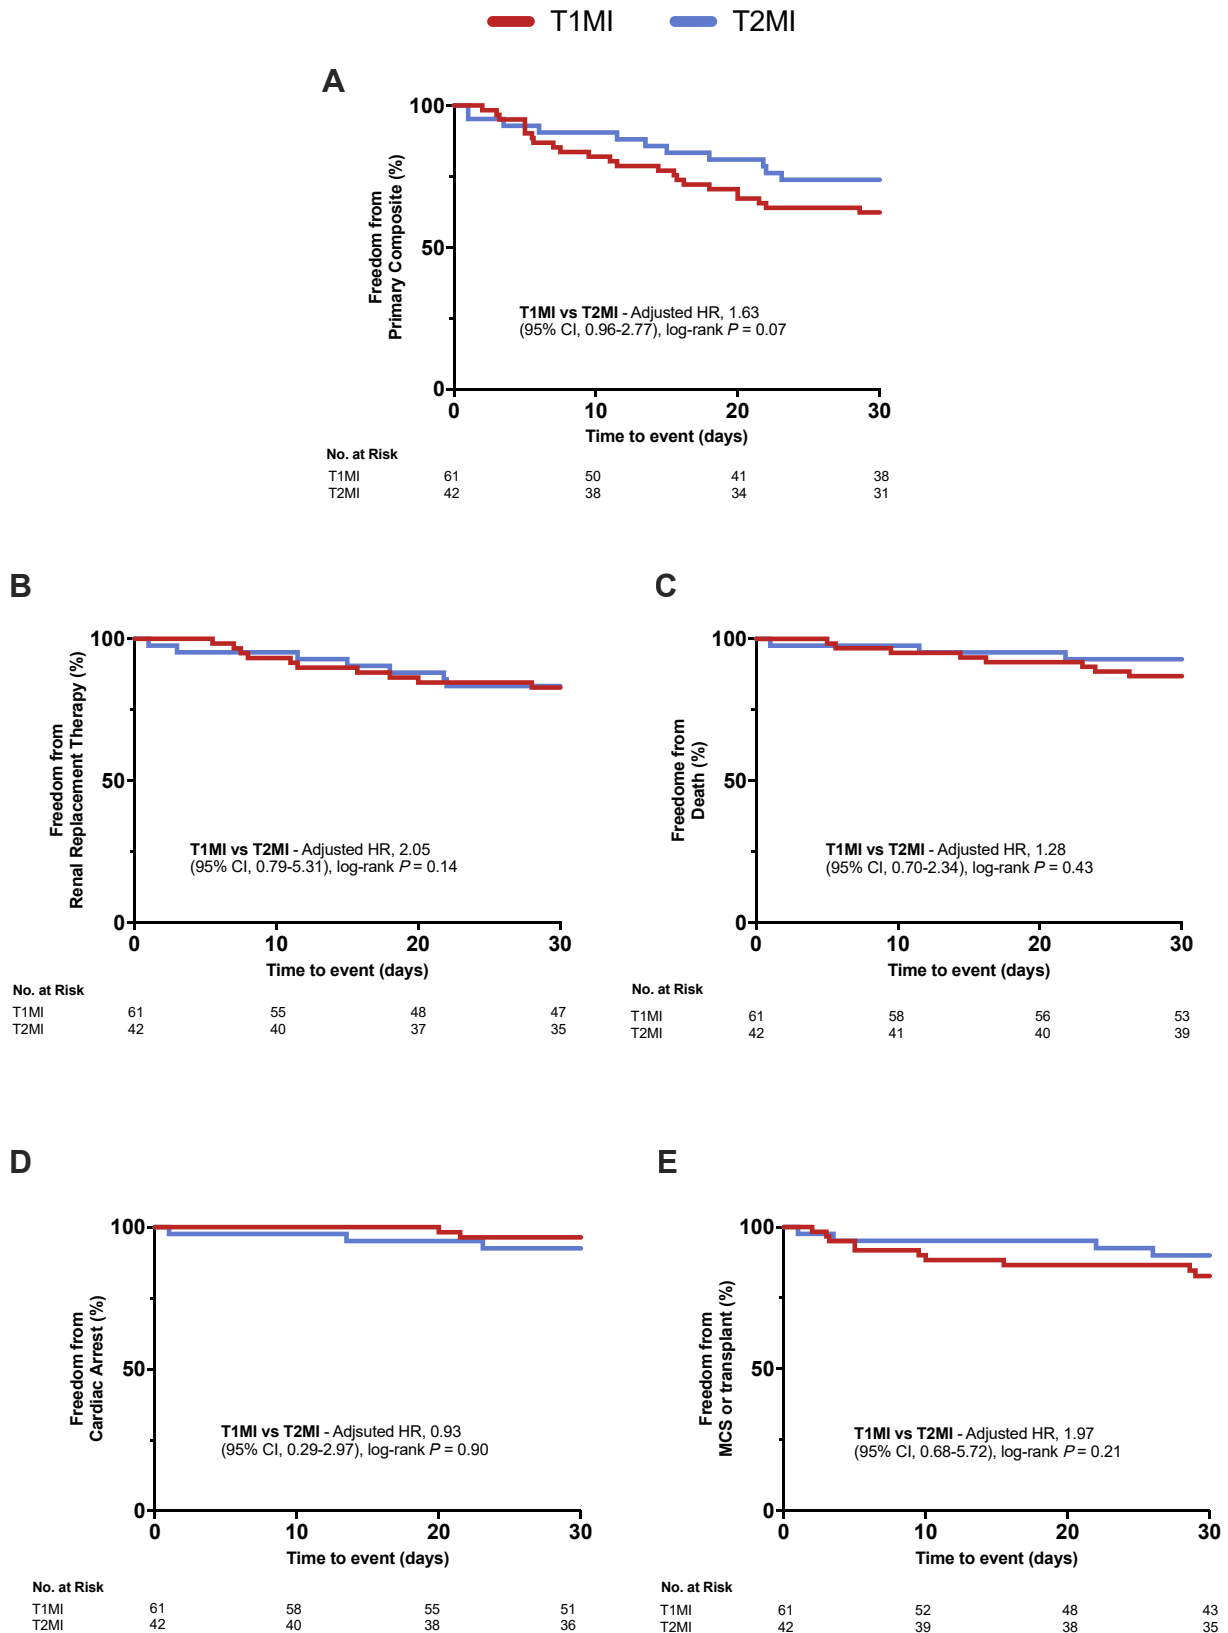 T1MI T2MI
A
100
50
0
0 10 20 30
Freedom from
Primary Composite (%)
T1MI vs T2MI - Adjusted HR, 1.63
(95% CI, 0.96-2.77), log-rank P = 0.07
Time to event (days)
No. at Risk
T1MI 61 50 41 38
T2MI 42 38 34 31
B
100
50
0
0 10 20 30
Freedom from
Renal Replacement Therapy (%)
T1MI vs T2MI - Adjusted HR, 2.05
(95% CI, 0.79-5.31), log-rank P = 0.14
Time to event (days)
No. at Risk
T1MI 61 55 48 47
T2MI 42 40 37 35
C
100
50
0
0 10 20 30
Freedome from
Death (%)
T1MI vs T2MI - Adjusted HR, 1.28
(95% CI, 0.70-2.34), log-rank P = 0.43
Time to event (days)
No. at Risk
T1MI 61 58 56 53
T2MI 42 41 40 39
D
100
50
0
0 10 20 30
Freedom from
Cardiac Arrest (%)
T1MI vs T2MI - Adjsuted HR, 0.93
(95% CI, 0.29-2.97), log-rank P = 0.90
Time to event (days)
No. at Risk
T1MI 61 58 55 51
T2MI 42 40 38 36
E
100
50
0
0 10 20 30
Freedom from
MCS or transplant (%)
T1MI vs T2MI - Adjusted HR, 1.97
(95% CI, 0.68-5.72), log-rank P = 0.21
Time to event (days)
No. at Risk
T1MI 61 52 48 43
T2MI 42 39 38 35